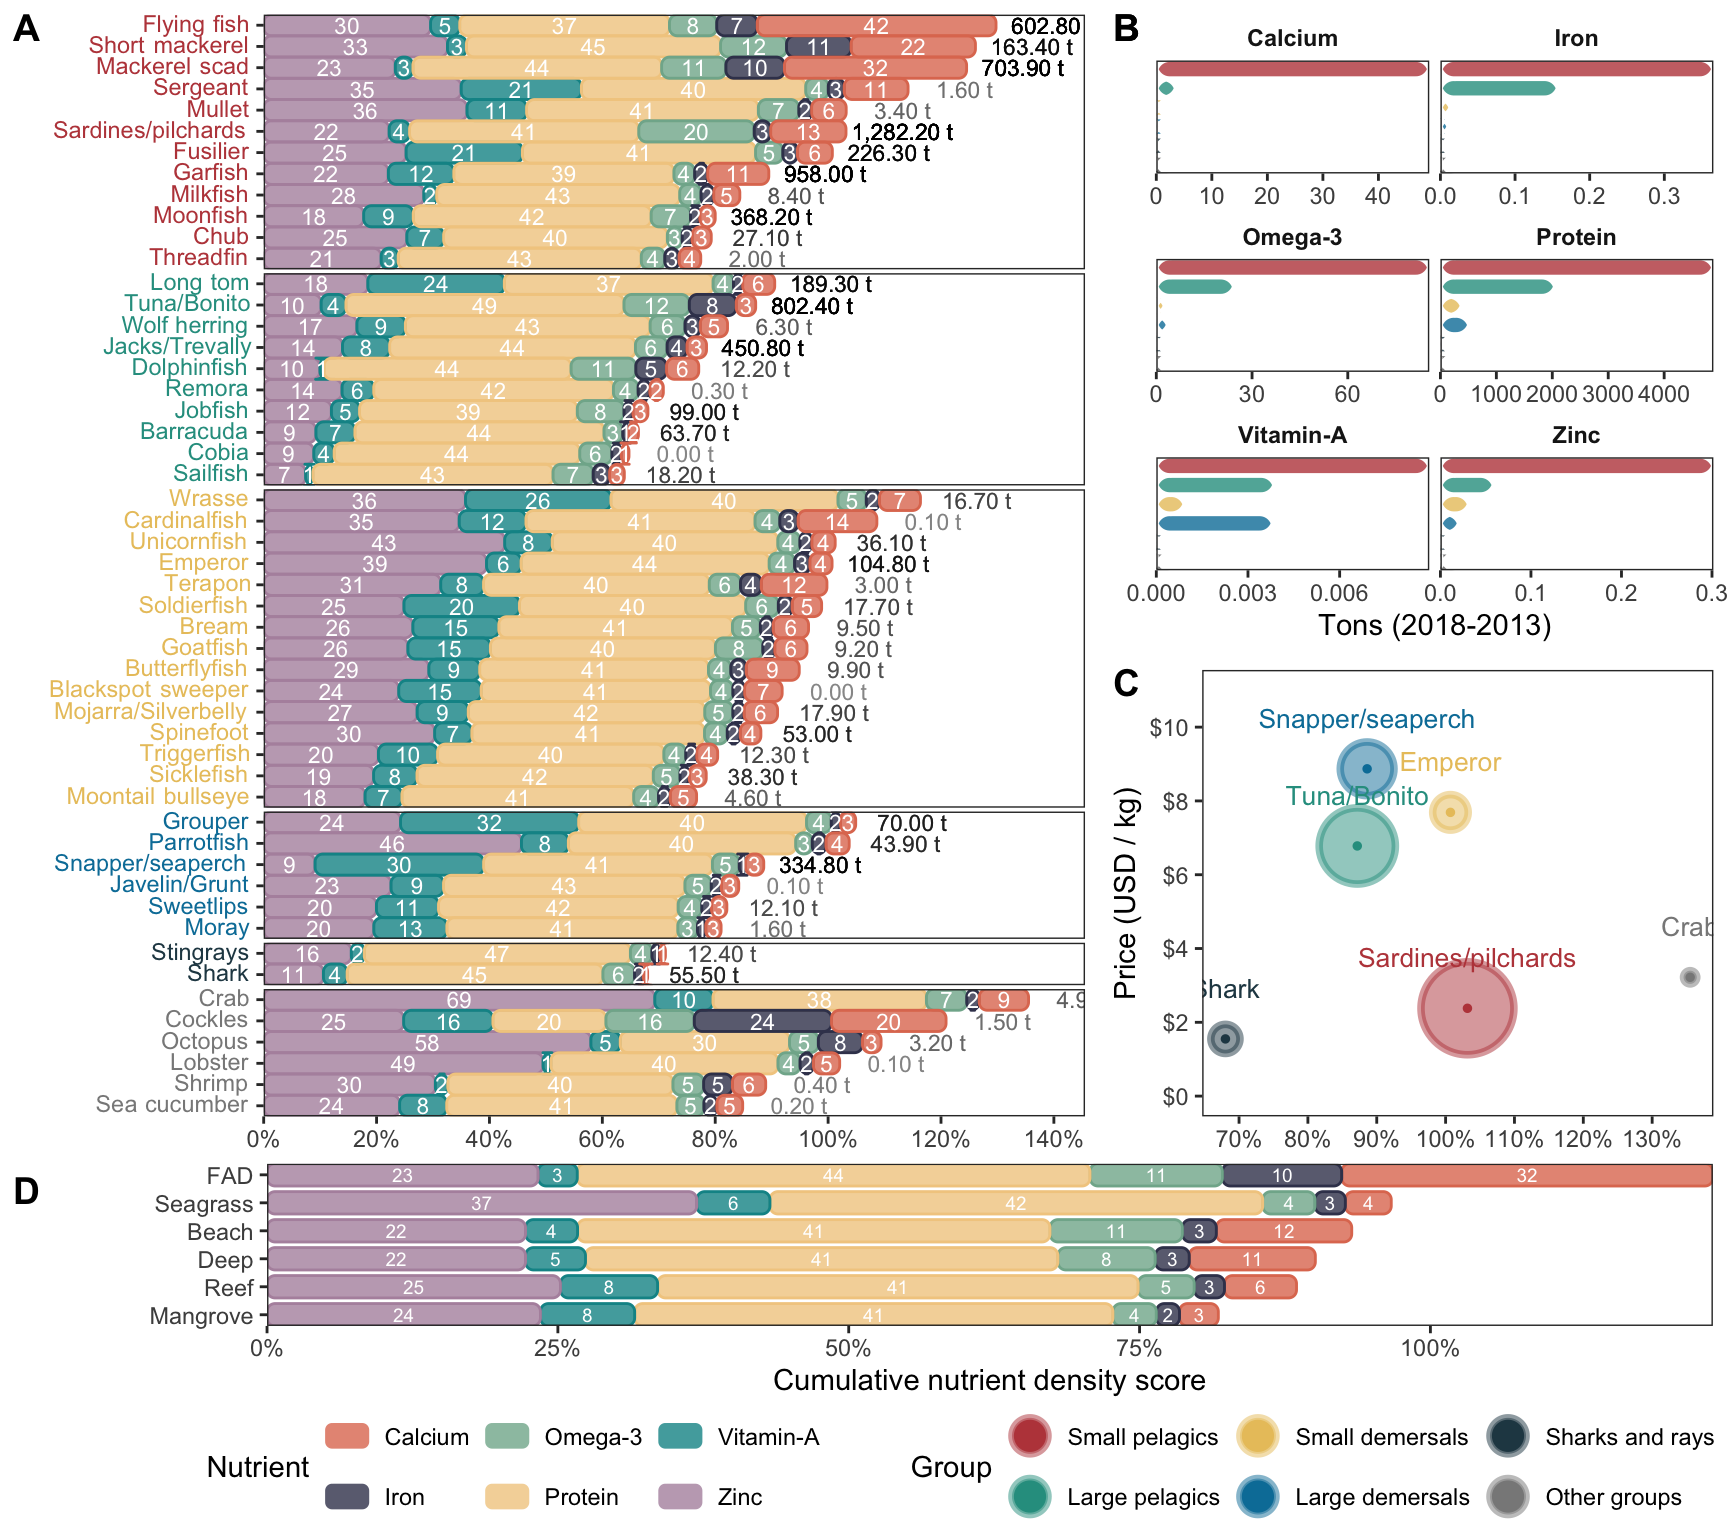 A
Flying fish 30 5 37 8 7 42 602.80
Short mackerel 33 3 45 12 11 22 163.40 t
Mackerel scad 23 3 44 11 10 32 703.90 t
Sergeant 35 21 40 4 3 11 1.60 t
Mullet 36 11 41 7 2 6 3.40 t
Sardines/pilchards 22 4 41 20 3 13 1,282.20 t
Fusilier 25 21 41 5 3 6 226.30 t
Garfish 22 12 39 4 2 11 958.00 t
Milkfish 28 2 43 4 2 5 8.40 t
Moonfish 18 9 42 7 2 3 368.20 t
Chub 25 7 40 3 2 3 27.10 t
Threadfin 21 3 43 4 3 4 2.00 t
Long tom 18 24 37 4 2 6 189.30 t
Tuna/Bonito 10 4 49 12 8 3 802.40 t
Wolf herring 17 9 43 6 3 5 6.30 t
Jacks/Trevally 14 8 44 6 4 3 450.80 t
Dolphinfish 10 1 44 11 5 6 12.20 t
Remora 14 6 42 4 2 2 0.30 t
Jobfish 12 5 39 8 2 3 99.00 t
Barracuda 9 7 44 3 1 2 63.70 t
Cobia 9 4 44 6 2 1 0.00 t
Sailfish 7 1 43 7 3 3 18.20 t
Wrasse 36 26 40 5 2 7 16.70 t
Cardinalfish 35 12 41 4 3 14 0.10 t
Unicornfish 43 8 40 4 2 4 36.10 t
Emperor 39 6 44 4 3 4 104.80 t
Terapon 31 8 40 6 4 12 3.00 t
Soldierfish 25 20 40 6 2 5 17.70 t
Bream 26 15 41 5 2 6 9.50 t
Goatfish 26 15 40 8 2 6 9.20 t
Butterflyfish 29 9 41 4 3 9 9.90 t
Blackspot sweeper 24 15 41 4 2 7 0.00 t
Mojarra/Silverbelly 27 9 42 5 2 6 17.90 t
Spinefoot 30 7 41 4 2 4 53.00 t
Triggerfish 20 10 40 4 2 4 12.30 t
Sicklefish 19 8 42 5 2 3 38.30 t
Moontail bullseye 18 7 41 4 2 5 4.60 t
Grouper 24 32 40 4 2 3 70.00 t
Parrotfish 46 8 40 3 2 4 43.90 t
Snapper/seaperch 9 30 41 5 1 3 334.80 t
Javelin/Grunt 23 9 43 5 2 3 0.10 t
Sweetlips 20 11 42 4 2 3 12.10 t
Moray 20 13 41 3 1 3 1.60 t
Stingrays 16 2 47 4 1 1 12.40 t
Shark 11 4 45 6 2 1 55.50 t
Crab 69 10 38 7 2 9 4.9
Cockles 25 16 20 16 24 20 1.50 t
Octopus 58 5 30 5 8 3 3.20 t
Lobster 49 1 40 4 2 5 0.10 t
Shrimp 30 2 40 5 5 6 0.40 t
Sea cucumber 24 8 41 5 2 5 0.20 t
0% 20% 40% 60% 80% 100% 120% 140%
B
Calcium Iron
0 10 20 30 40 0.0 0.1 0.2 0.3
Omega-3 Protein
0 30 60 0 1000 2000 3000 4000
Vitamin-A Zinc
0.000 0.003 0.006 0.0 0.1 0.2 0.3
Tons (2018-2013)
C
Price (USD / kg)
$10
$8
$6
$4
$2
$0
Snapper/seaperch
Emperor
Tuna/Bonito
Crab
Sardines/pilchards
Shark
70% 80% 90% 100% 110% 120% 130%
D
FAD 23 3 44 11 10 32
Seagrass 37 6 42 4 3 4
Beach 22 4 41 11 3 12
Deep 22 5 41 8 3 11
Reef 25 8 41 5 3 6
Mangrove 24 8 41 4 2 3
0% 25% 50% 75% 100%
Cumulative nutrient density score
Nutrient
Calcium Omega-3 Vitamin-A
Iron Protein Zinc
Group
Small pelagics Small demersals Sharks and rays
Large pelagics Large demersals Other groups